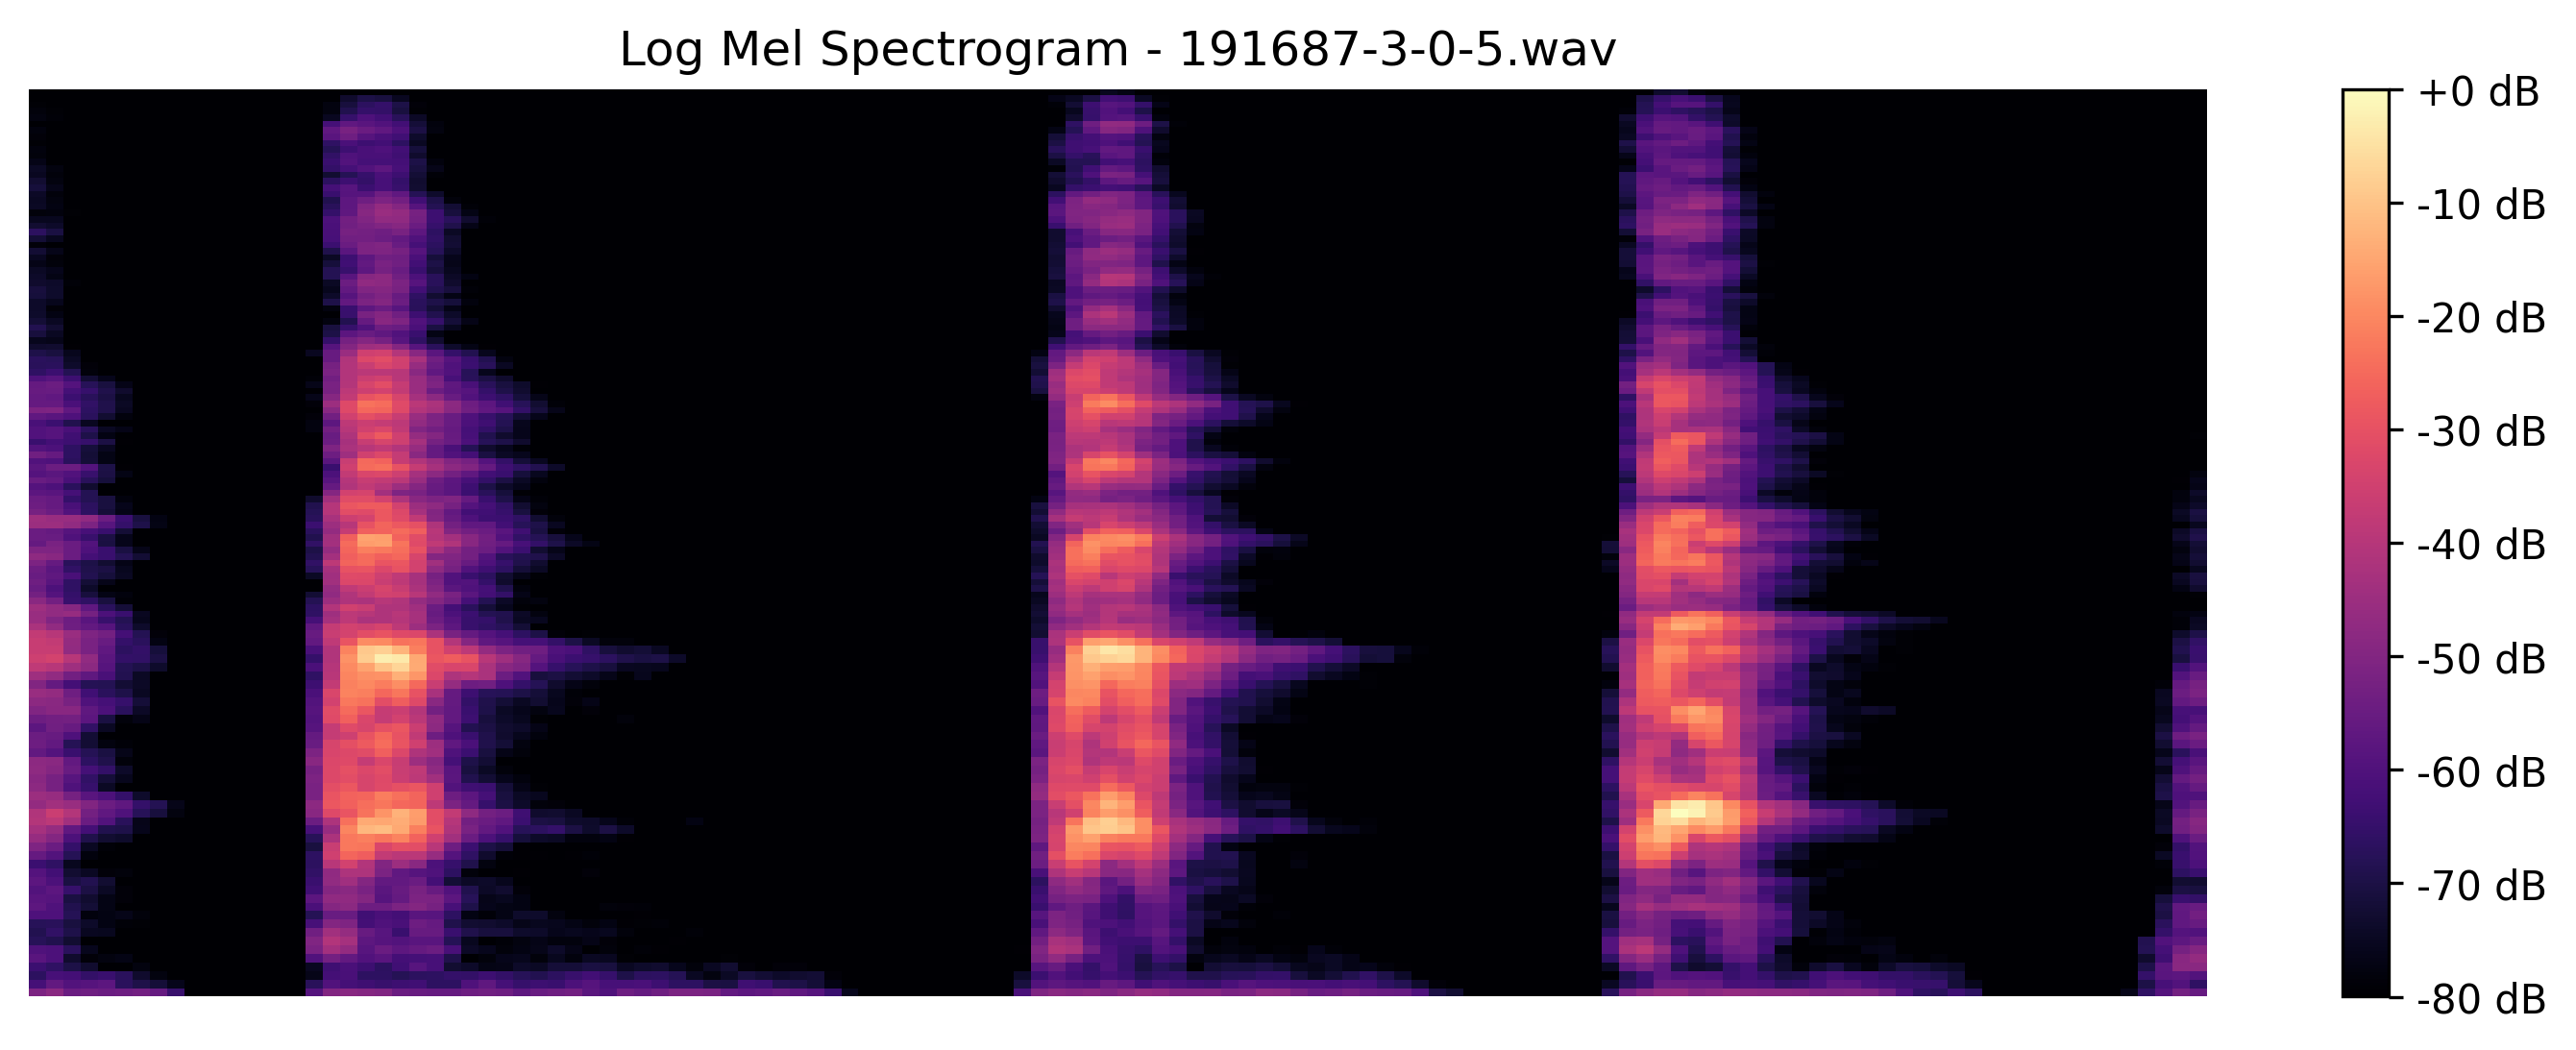 Log Mel Spectrogram - 191687-3-0-5.wav
+0 dB
-10 dB
-20 dB
-30 dB
-40 dB
-50 dB
-60 dB
-70 dB
-80 dB